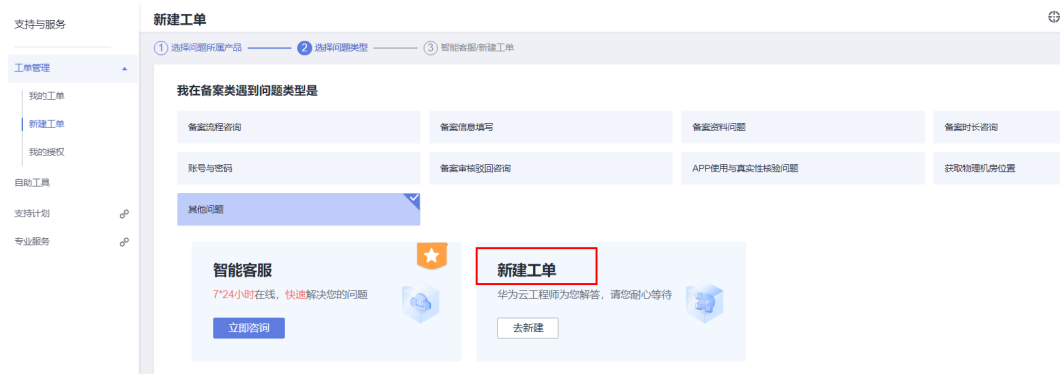 支持与服务
工单管理
我的工单
新建工单
我的授权
自助工具
支持计划
专业服务
新建工单
1 选择问题所属产品
2 选择问题类型
3 智能客服/新建工单
我在备案类遇到问题类型是
备案流程咨询
备案信息填写
备案资料问题
备案时长咨询
账号与密码
备案审核驳回咨询
APP使用与真实性核验问题
获取物理机房位置
其他问题
智能客服
7*24小时在线，快速解决您的问题
立即咨询
新建工单
华为云工程师为您解答，请您耐心等待
去新建